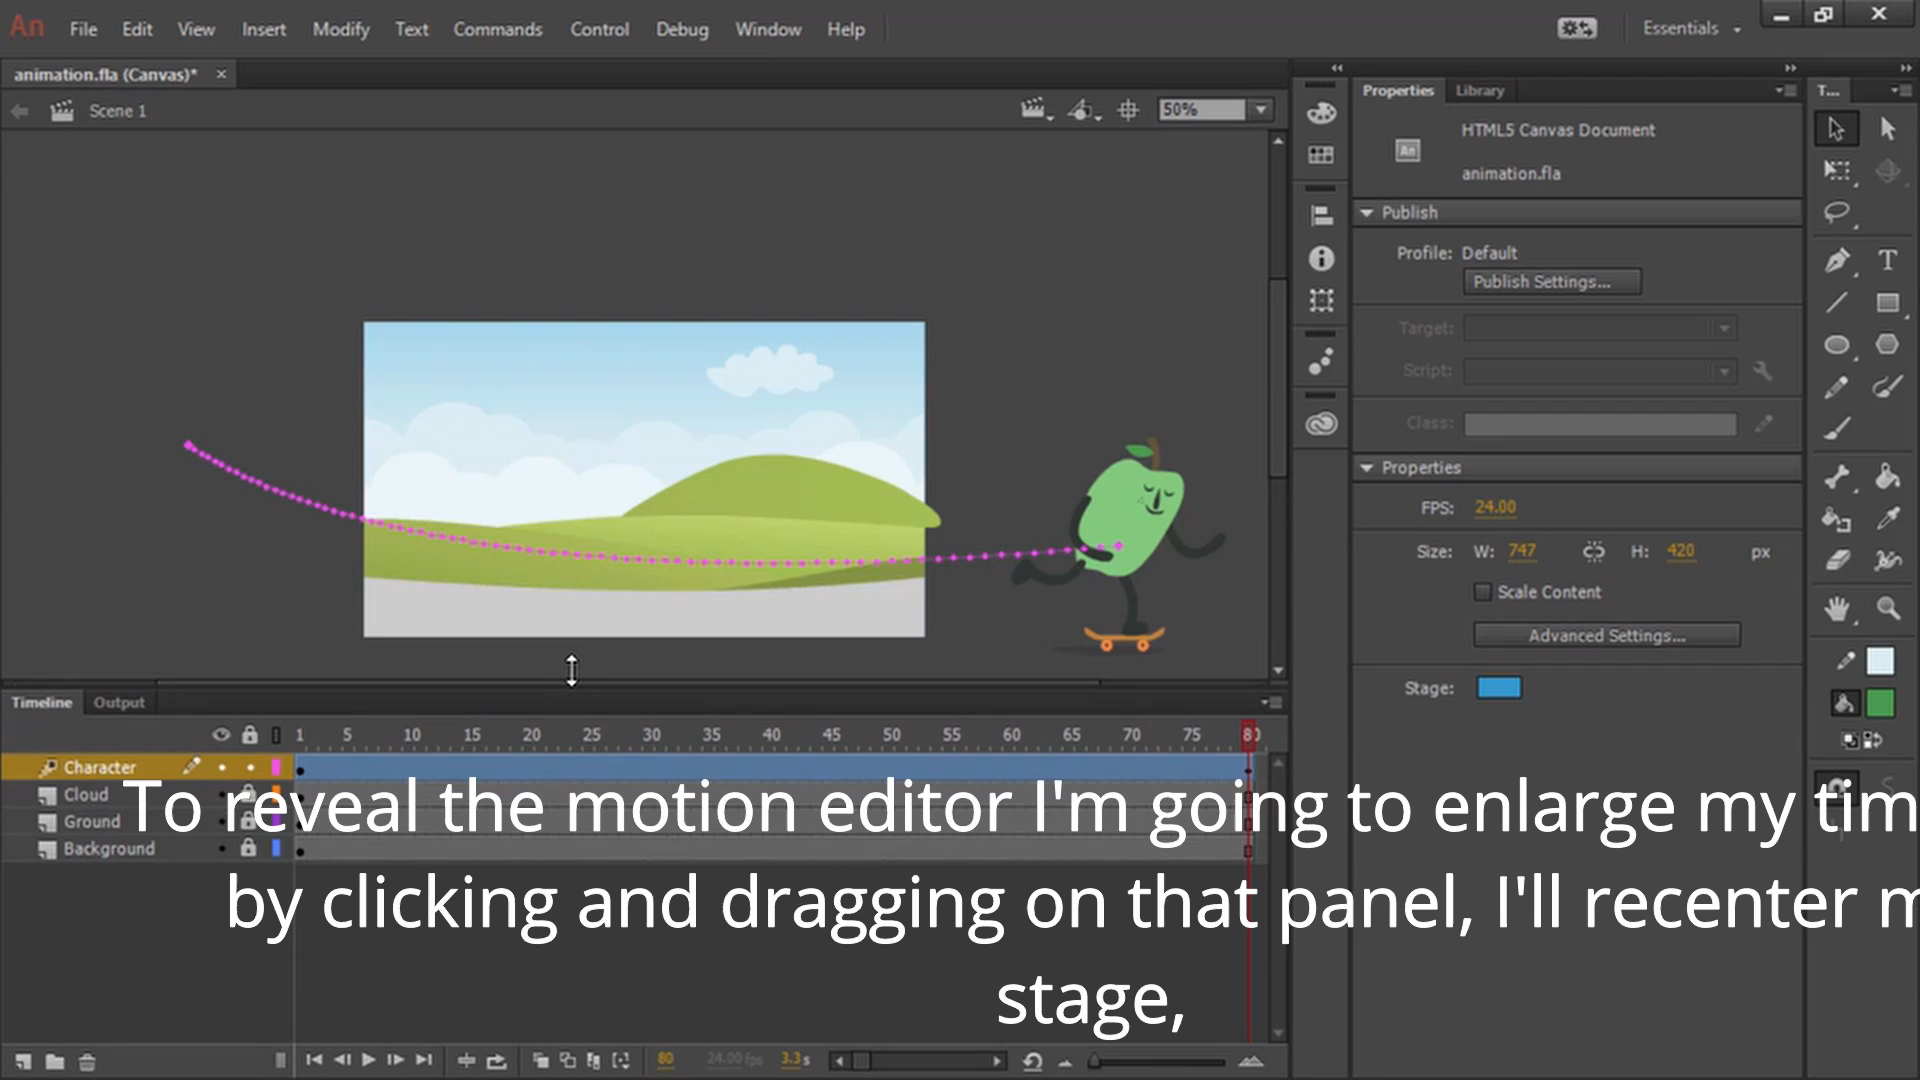 An File Edit View Insert Modify Text Commands Control Debug Window Help Essentials
animation.fla (Canvas)*
Scene 1 50%
Properties Library T...
HTML5 Canvas Document
An
animation.fla
Publish
Profile: Default
Publish Settings...
Target:
Script:
Class:
Properties
FPS: 24.00
Size: W: 747 H: 420 px
Scale Content
Advanced Settings...
Stage:
Timeline Output
1 5 10 15 20 25 30 35 40 45 50 55 60 65 70 75 80
Character
Cloud
Ground
Background
To reveal the motion editor I'm going to enlarge my tim
by clicking and dragging on that panel, I'll recenter m
stage,
80 24.00 fps 3.3 s